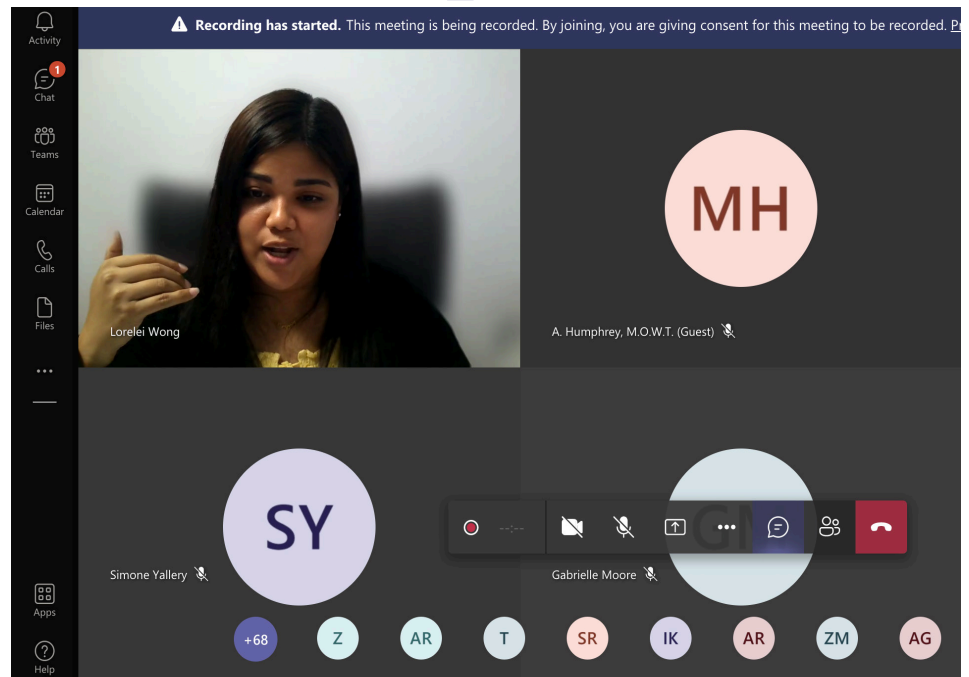 Recording has started. This meeting is being recorded. By joining, you are giving consent for this meeting to be recorded.
Activity
1
Chat
Teams
Calendar
Calls
Files
Apps
Help
Lorelei Wong
MH
A. Humphrey, M.O.W.T. (Guest)
SY
Simone Yallery
GM
--:--
Gabrielle Moore
+68
Z
AR
T
SR
IK
AR
ZM
AG